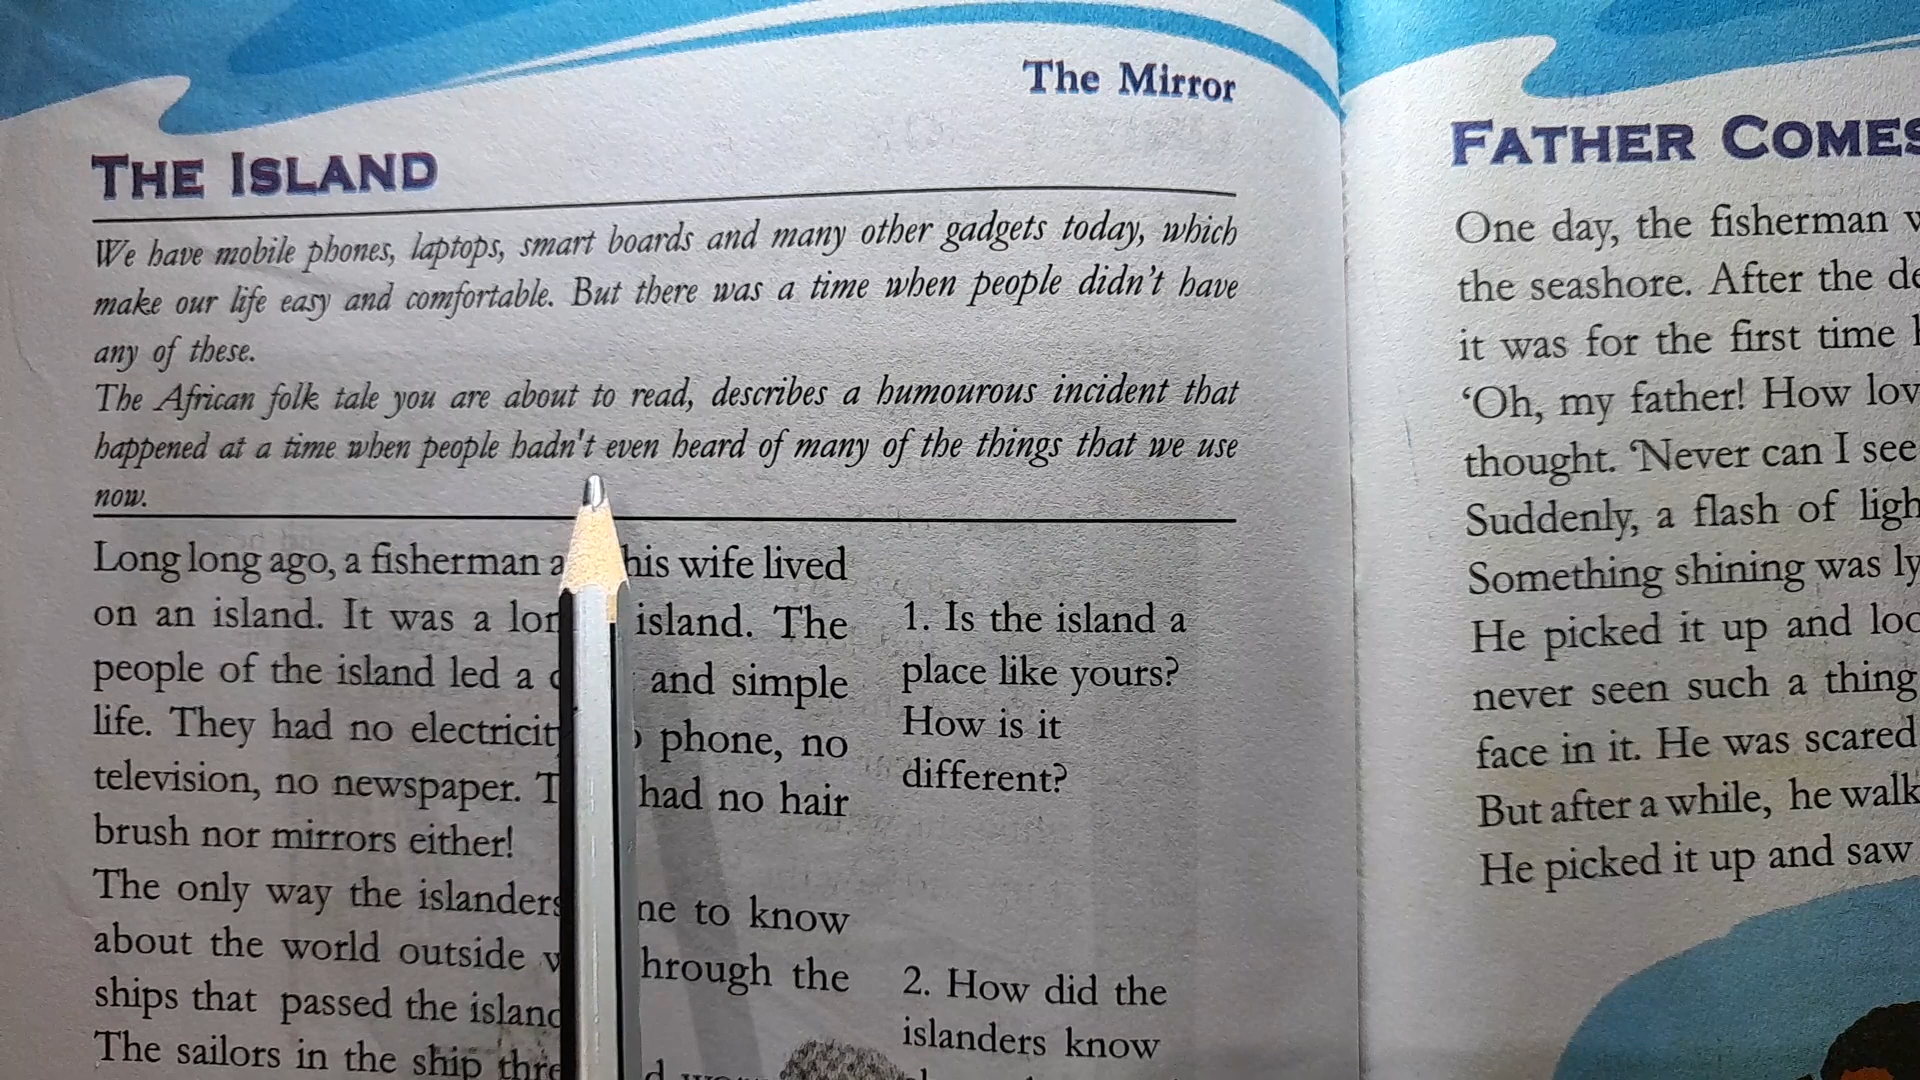 The Mirror
THE ISLAND
We have mobile phones, laptops, smart boards and many other gadgets today, which
make our life easy and comfortable. But there was a time when people didn't have
any of these.
The African folk tale you are about to read, describes a humourous incident that
happened at a time when people hadn't even heard of many of the things that we use
now.
Long long ago, a fisherman his wife lived
on an island. It was a island. The
people of the island led a and simple
life. They had no phone, no
television, no newspaper. had no hair
brush nor mirrors either!
The only way the islanders to know
about the world outside through the
ships that passed the island
The sailors in the ship
1. Is the island a
place like yours?
How is it
different?
2. How did the
islanders know
FATHER COMES
One day, the fisherman
the seashore. After the
it was for the first time
‘Oh, my father! How
thought. ‘Never can I see
Suddenly, a flash of
Something shining was
He picked it up and
never seen such a thing
face in it. He was scared
But after a while, he
He picked it up and saw